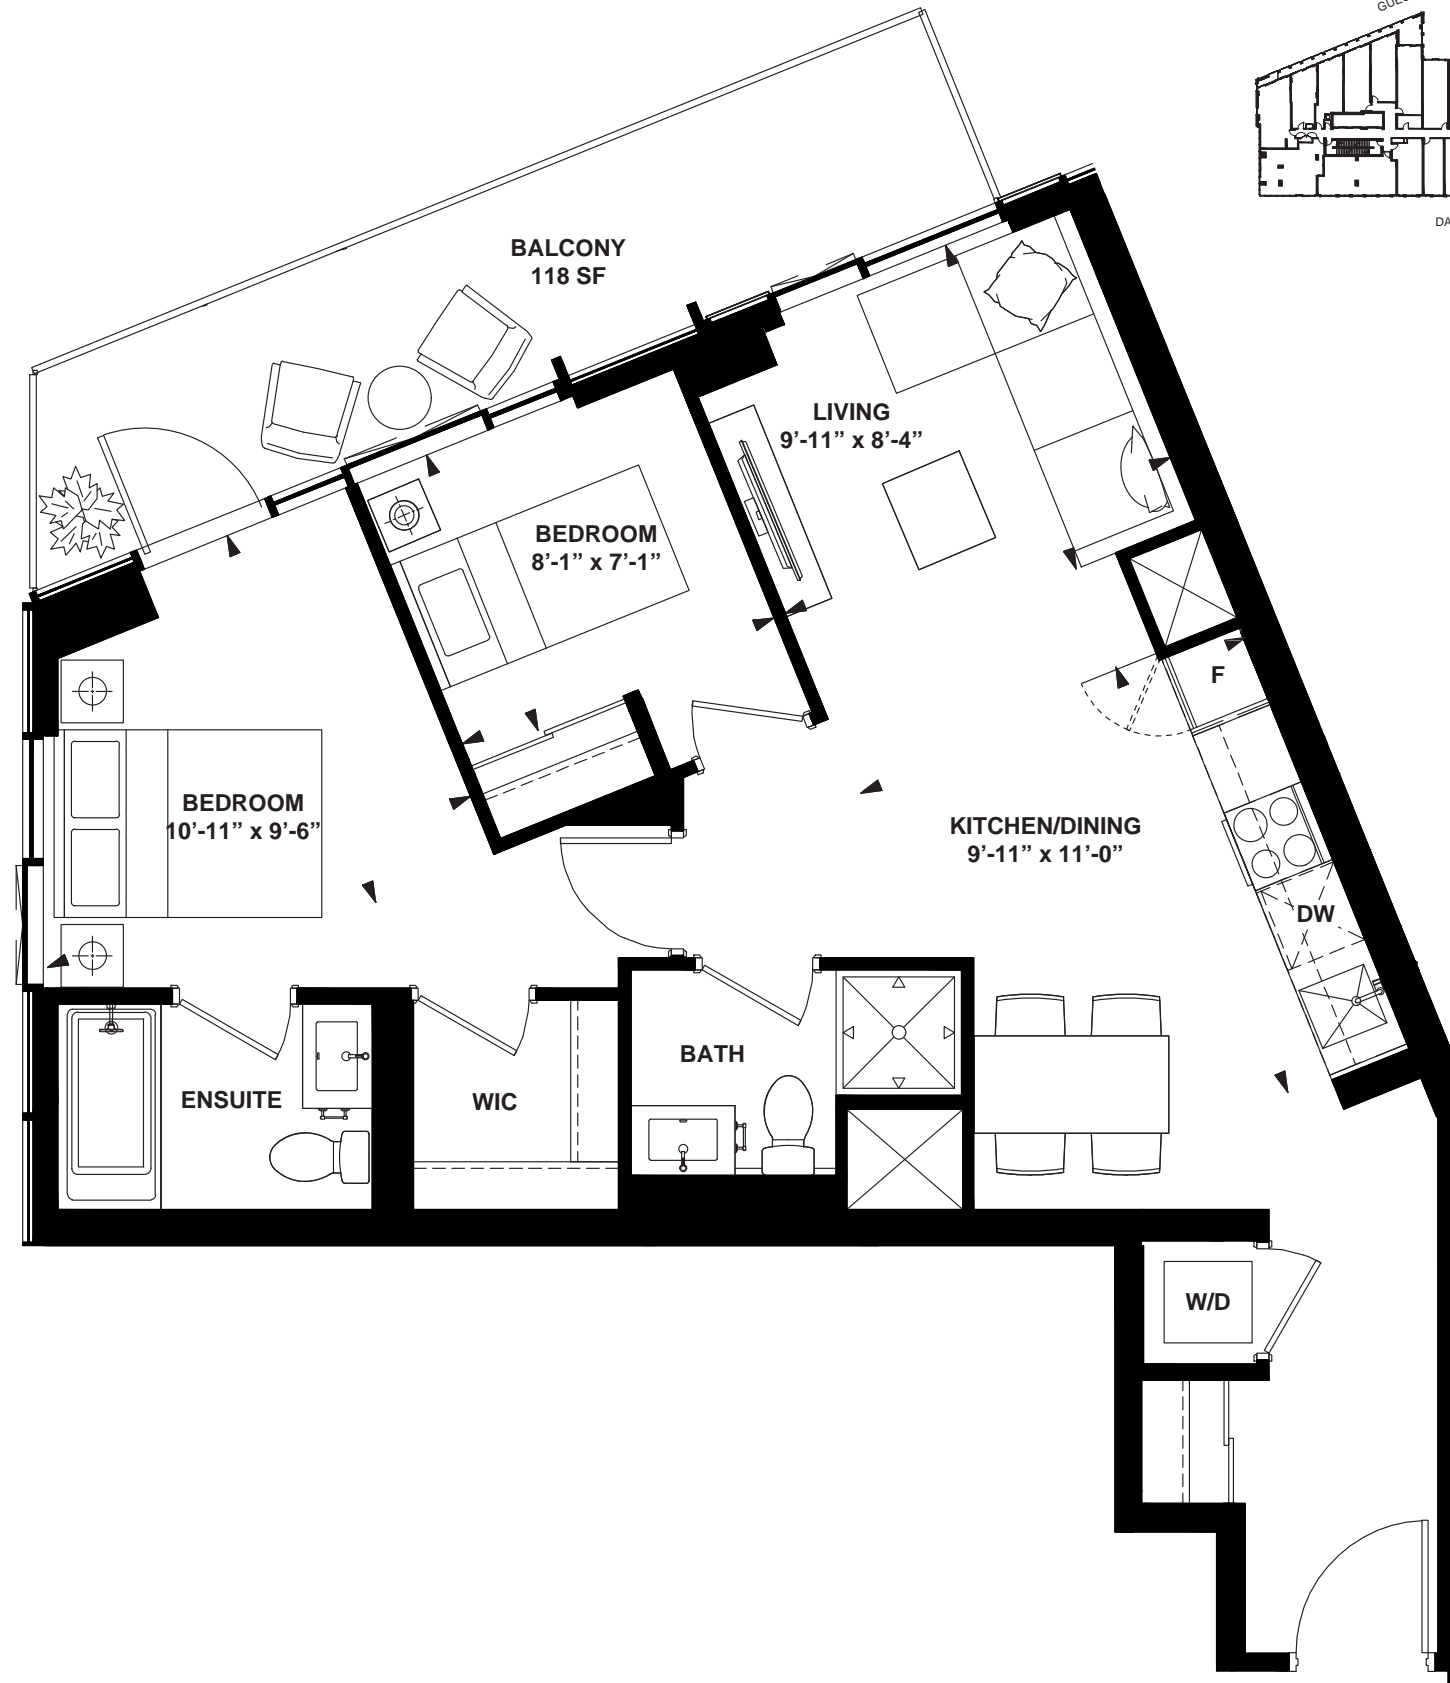 BALCONY
118 SF
LIVING
9’-11” x 8’-4”
BEDROOM
8’-1” x 7’-1”
F
BEDROOM
10’-11” x 9’-6”
KITCHEN/DINING
9’-11” x 11’-0”
DW
BATH
ENSUITE
WIC
W/D